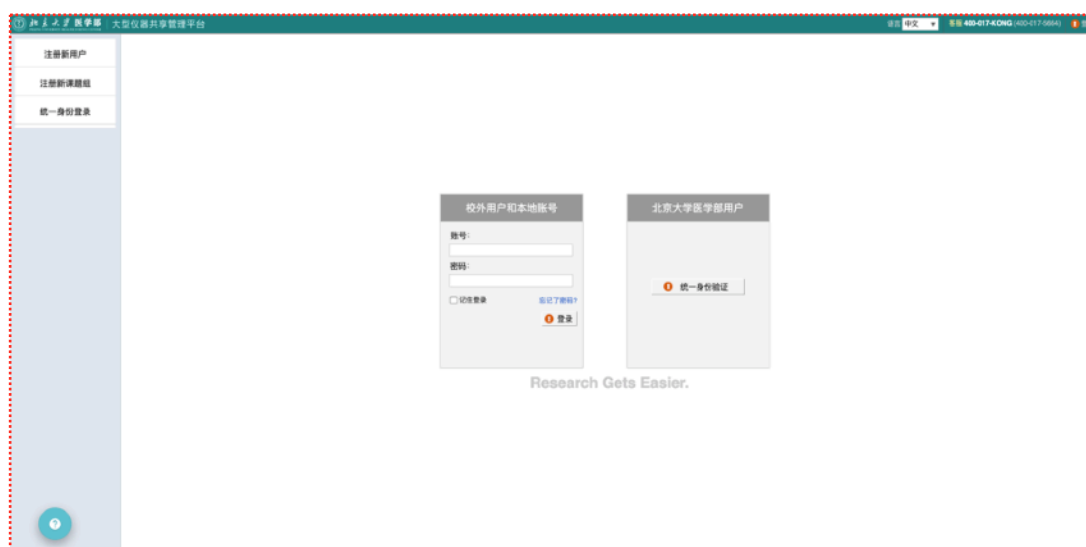 北京大学医学部 大型仪器共享管理平台
语言 中文 客服 400-017-KONG (400-017-5664)
注册新用户
注册新课题组
统一身份登录
校外用户和本地账号
账号:
密码:
记住登录 忘记了密码?
登录
北京大学医学部用户
统一身份验证
Research Gets Easier.